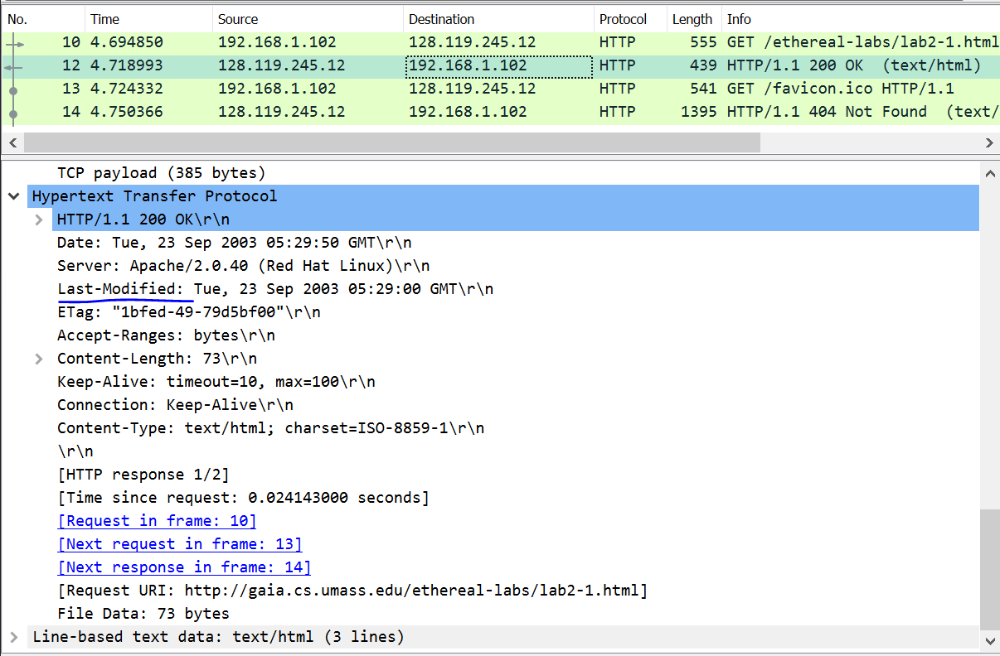 No. Time Source Destination Protocol Length Info
10 4.694850 192.168.1.102 128.119.245.12 HTTP 555 GET /ethereal-labs/lab2-1.html
12 4.718993 128.119.245.12 192.168.1.102 HTTP 439 HTTP/1.1 200 OK (text/html)
13 4.724332 192.168.1.102 128.119.245.12 HTTP 541 GET /favicon.ico HTTP/1.1
14 4.750366 128.119.245.12 192.168.1.102 HTTP 1395 HTTP/1.1 404 Not Found (text/
TCP payload (385 bytes)
Hypertext Transfer Protocol
HTTP/1.1 200 OK\r\n
Date: Tue, 23 Sep 2003 05:29:50 GMT\r\n
Server: Apache/2.0.40 (Red Hat Linux)\r\n
Last-Modified: Tue, 23 Sep 2003 05:29:00 GMT\r\n
ETag: "1bfed-49-79d5bf00"\r\n
Accept-Ranges: bytes\r\n
Content-Length: 73\r\n
Keep-Alive: timeout=10, max=100\r\n
Connection: Keep-Alive\r\n
Content-Type: text/html; charset=ISO-8859-1\r\n
\r\n
[HTTP response 1/2]
[Time since request: 0.024143000 seconds]
[Request in frame: 10]
[Next request in frame: 13]
[Next response in frame: 14]
[Request URI: http://gaia.cs.umass.edu/ethereal-labs/lab2-1.html]
File Data: 73 bytes
Line-based text data: text/html (3 lines)